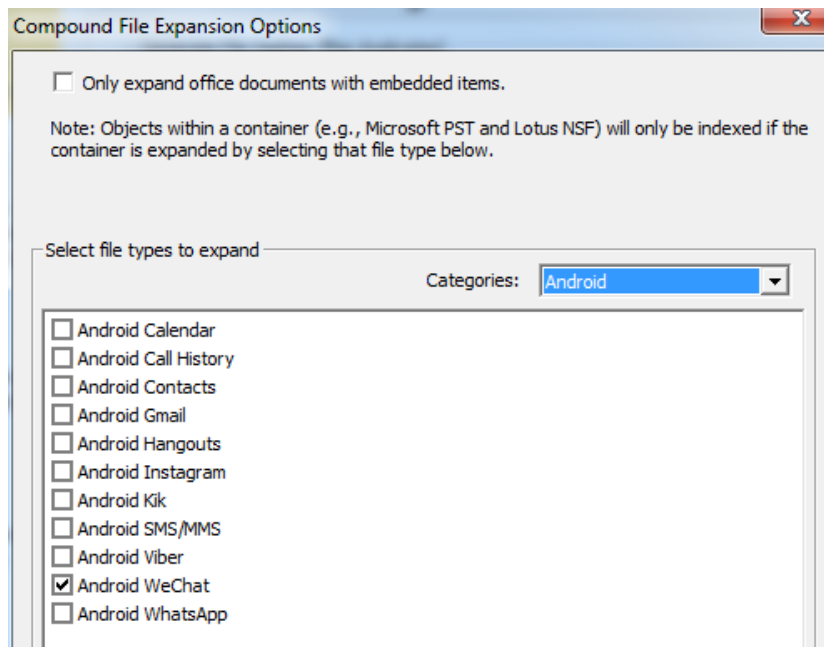 Compound File Expansion Options
Only expand office documents with embedded items.
Note: Objects within a container (e.g., Microsoft PST and Lotus NSF) will only be indexed if the
container is expanded by selecting that file type below.
Select file types to expand
Categories: Android
Android Calendar
Android Call History
Android Contacts
Android Gmail
Android Hangouts
Android Instagram
Android Kik
Android SMS/MMS
Android Viber
Android WeChat
Android WhatsApp